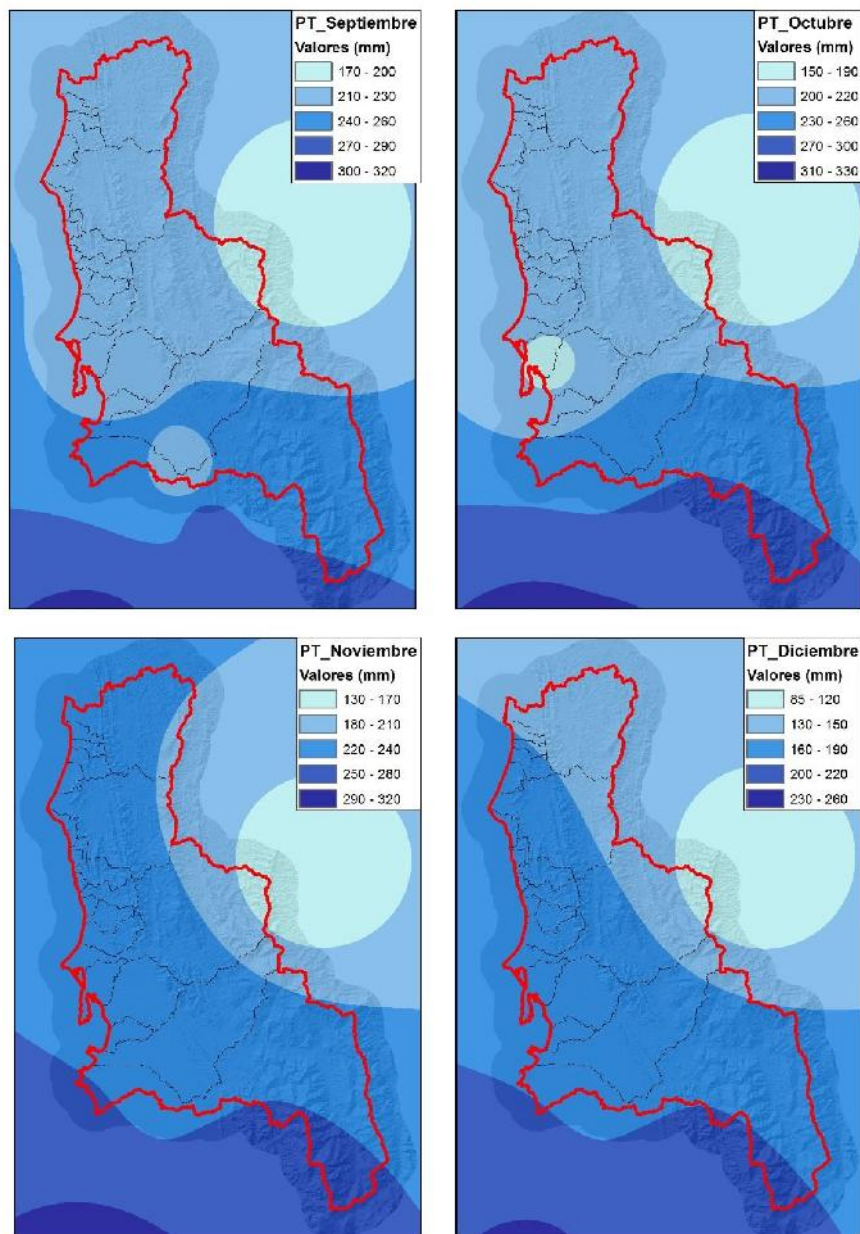 PT_Septiembre
Valores (mm)
170 - 200
210 - 230
240 - 260
270 - 290
300 - 320
PT_Octubre
Valores (mm)
150 - 190
200 - 220
230 - 260
270 - 300
310 - 330
PT_Noviembre
Valores (mm)
130 - 170
180 - 210
220 - 240
250 - 280
290 - 320
PT_Diciembre
Valores (mm)
85 - 120
130 - 150
160 - 190
200 - 220
230 - 260